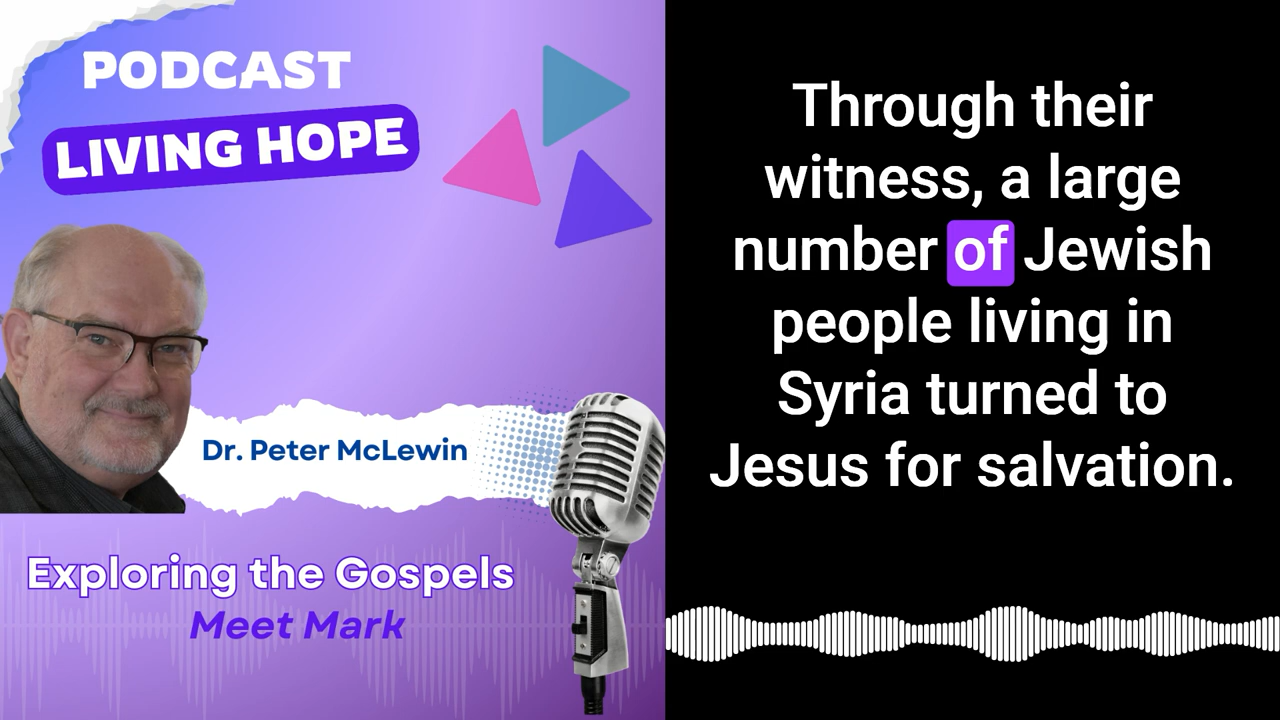 PODCAST
LIVING HOPE
Dr. Peter McLewin
Exploring the Gospels
Meet Mark
Through their
witness, a large
number of Jewish
people living in
Syria turned to
Jesus for salvation.